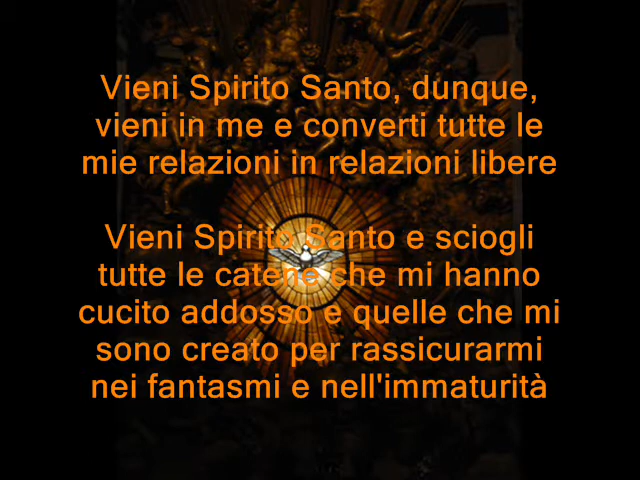 Vieni Spirito Santo, dunque,
vieni in me e converti tutte le
mie relazioni in relazioni libere
Vieni Spirito Santo e sciogli
tutte le catene che mi hanno
cucito addosso e quelle che mi
sono creato per rassicurarmi
nei fantasmi e nell'immaturità